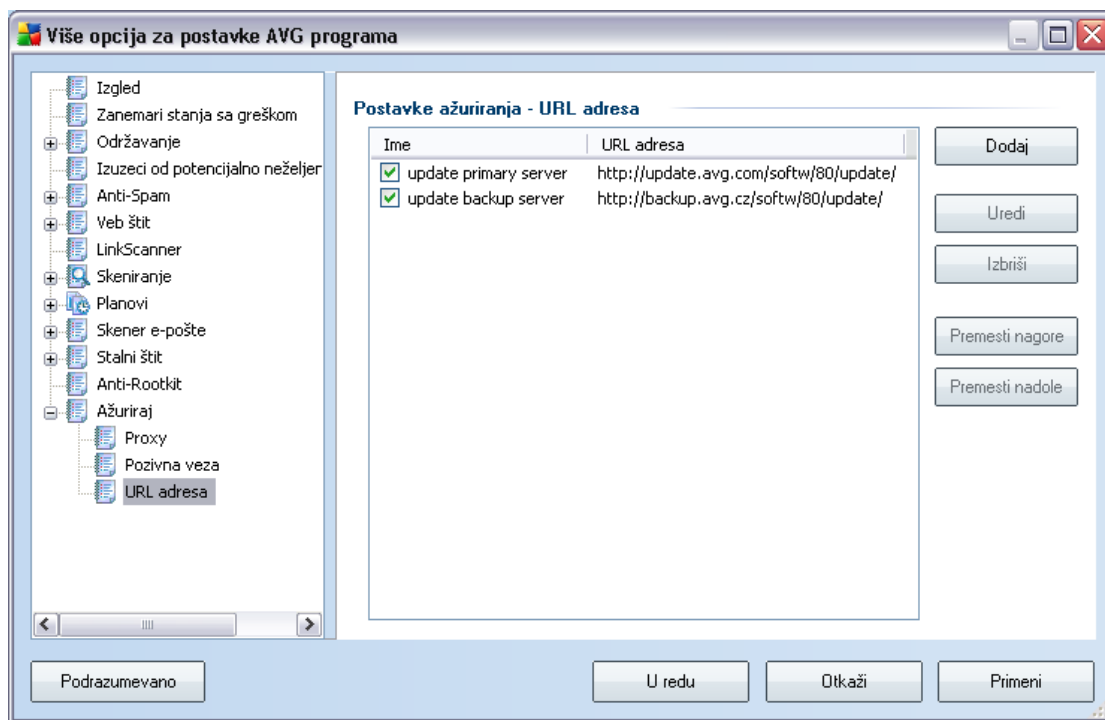 Više opcija za postavke AVG programa
Izgled
Zanemari stanja sa greškom
Održavanje
Izuzeci od potencijalno neželjer
Anti-Spam
Veb štit
LinkScanner
Skeniranje
Planovi
Skener e-pošte
Stalni štit
Anti-Rootkit
Ažuriraj
Proxy
Pozivna veza
URL adresa
Postavke ažuriranja - URL adresa
Ime URL adresa
update primary server http://update.avg.com/softw/80/update/
update backup server http://backup.avg.cz/softw/80/update/
Dodaj
Uredi
Izbriši
Premesti nagore
Premesti nadole
Podrazumevano
U redu
Otkaži
Primeni